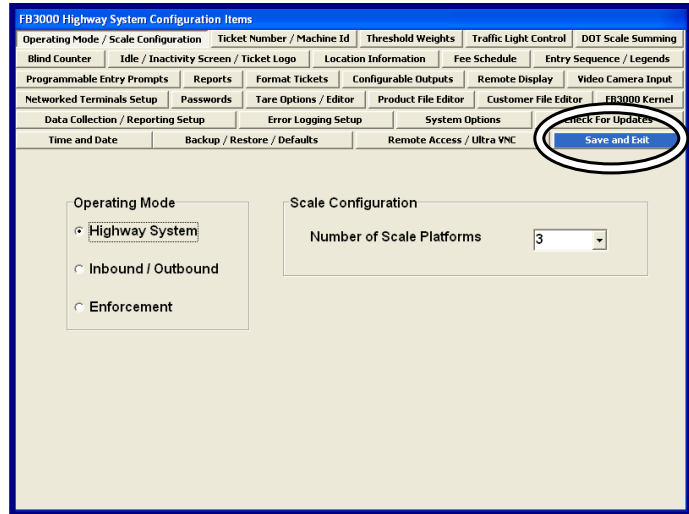 FB3000 Highway System Configuration Items
Operating Mode / Scale Configuration Ticket Number / Machine Id Threshold Weights Traffic Light Control DOT Scale Summing
Blind Counter Idle / Inactivity Screen / Ticket Logo Location Information Fee Schedule Entry Sequence / Legends
Programmable Entry Prompts Reports Format Tickets Configurable Outputs Remote Display Video Camera Input
Networked Terminals Setup Passwords Tare Options / Editor Product File Editor Customer File Editor FB3000 Kernel
Data Collection / Reporting Setup Error Logging Setup System Options Check For Updates
Time and Date Backup / Restore / Defaults Remote Access / Ultra VNC Save and Exit
Operating Mode Scale Configuration
Highway System Number of Scale Platforms 3
Inbound / Outbound
Enforcement